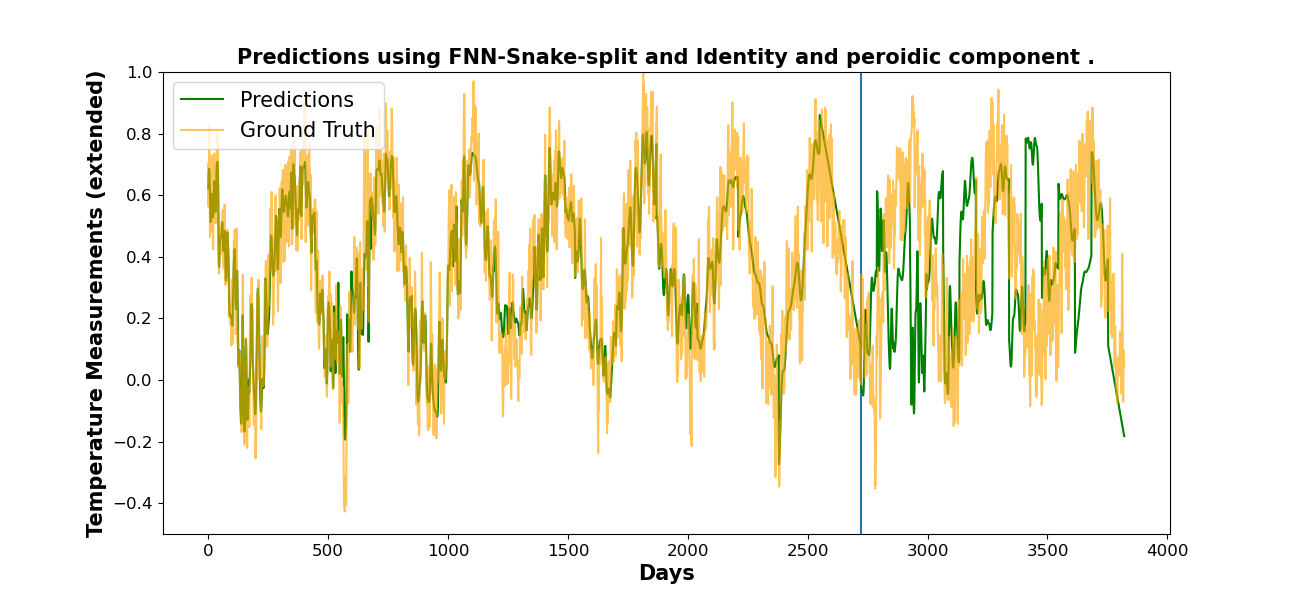 Predictions using FNN-Snake-split and Identity and peroidic component .
Temperature Measurements (extended)
1.0
0.8
0.6
0.4
0.2
0.0
−0.2
−0.4
Predictions
Ground Truth
0 500 1000 1500 2000 2500 3000 3500 4000
Days